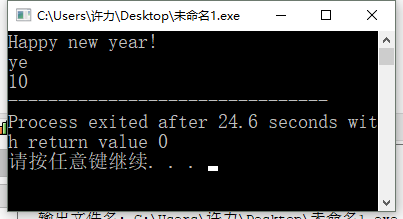 C:\Users\许力\Desktop\未命名1.exe
Happy new year!
ye
10
--------------------------------
Process exited after 24.6 seconds wit
h return value 0
请按任意键继续. . .
输出文件名: C:\Users\许力\Desktop\未命名1.exe